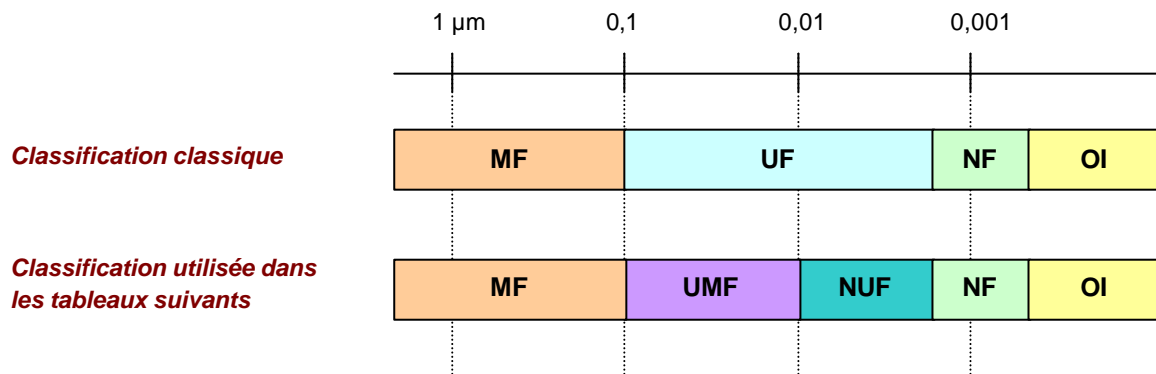 1 µm 0,1 0,01 0,001
Classification classique
MF UF NF OI
Classification utilisée dans
les tableaux suivants
MF UMF NUF NF OI